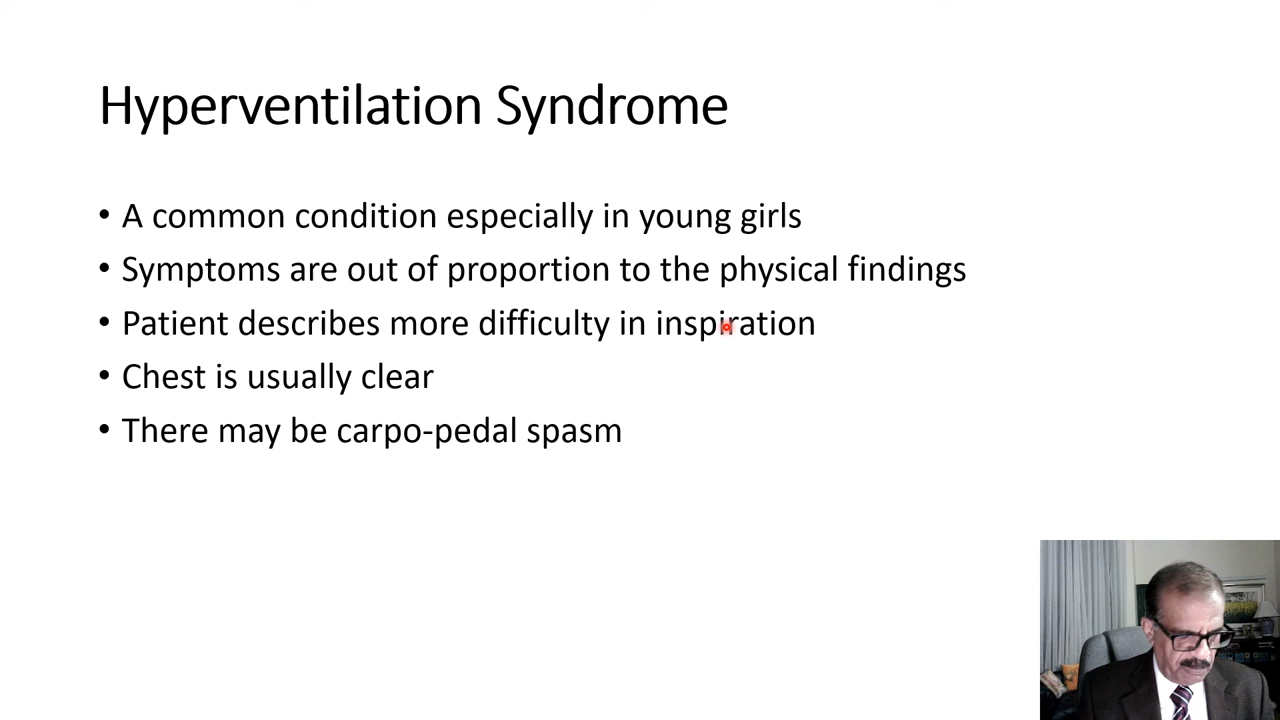 Hyperventilation Syndrome
• A common condition especially in young girls
• Symptoms are out of proportion to the physical findings
• Patient describes more difficulty in inspiration
• Chest is usually clear
• There may be carpo-pedal spasm